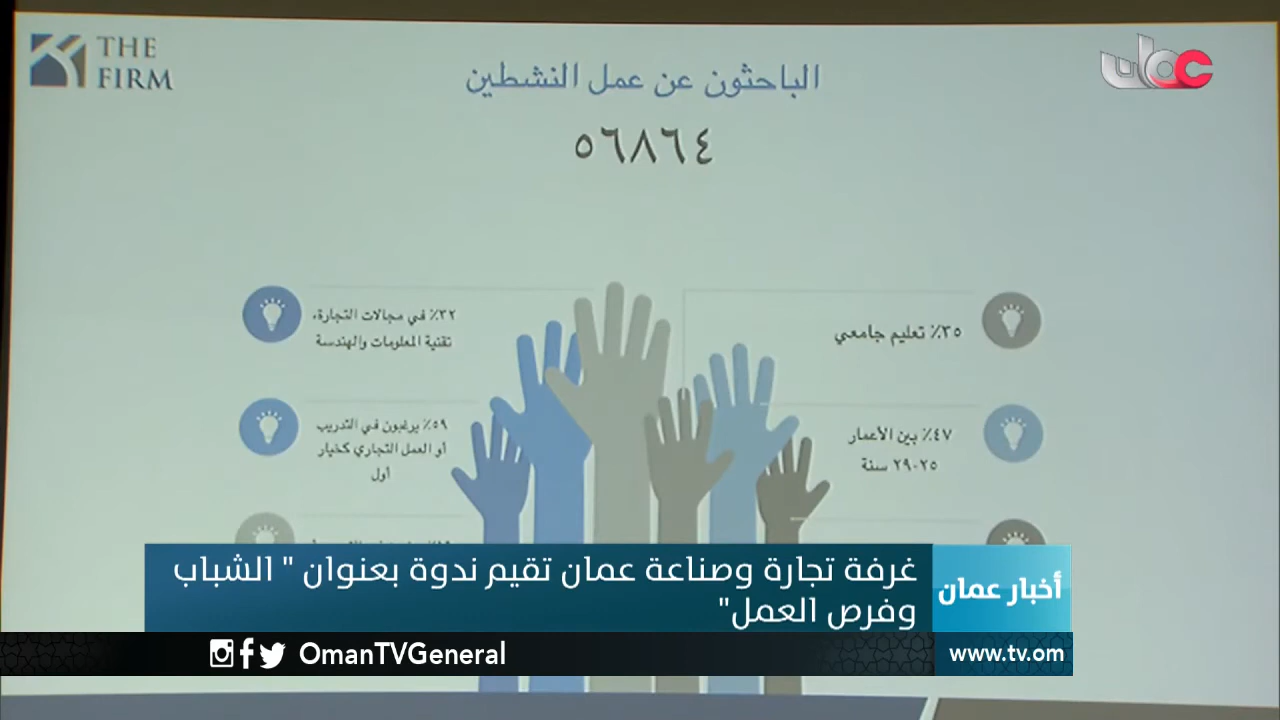 THE
FIRM
عمان
الباحثون عن عمل النشطين
٥٦٨٦٤
٣٥٪ تعليم جامعي
٤٧٪ بين الأعمار
٢٥-٢٩ سنة
٣٢٪ في مجالات التجارة،
تقنية المعلومات والهندسة
٥٩٪ يرغبون في التدريب
أو العمل التجاري كخيار
أول
أخبار عمان
غرفة تجارة وصناعة عمان تقيم ندوة بعنوان " الشباب
وفرص العمل"
www.tv.om
OmanTVGeneral